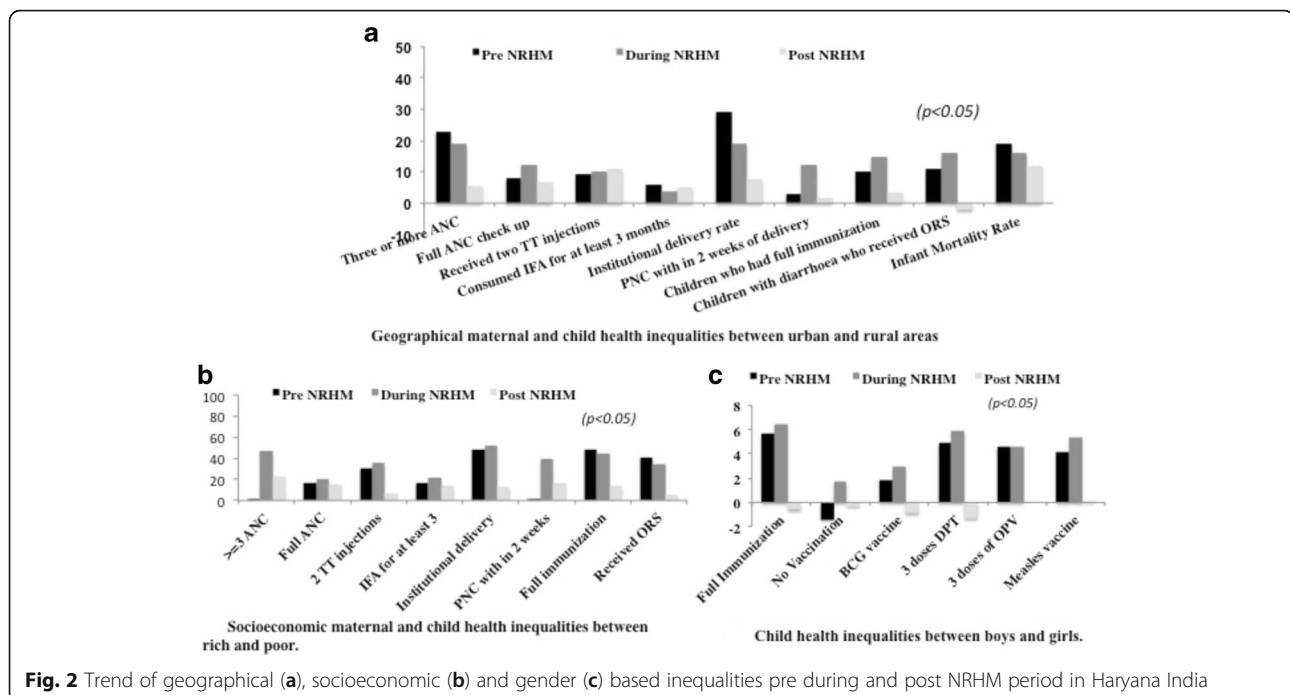 a
Pre NRHM During NRHM Post NRHM
50
40
30
20
10
0
-10
(p<0.05)
Three or more ANC
Full ANC check up
Received two TT injections
Consumed IFA for at least 3 months
Institutional delivery rate
PNC with in 2 weeks of delivery
Children who had full immunization
Children with diarrhoea who received ORS
Infant Mortality Rate
Geographical maternal and child health inequalities between urban and rural areas
b
Pre NRHM During NRHM Post NRHM
100
80
60
40
20
0
(p<0.05)
>=3 ANC
Full ANC
2 TT injections
IFA for at least 3
Institutional delivery
PNC with in 2 weeks
Full immunization
Received ORS
Socioeconomic maternal and child health inequalities between
rich and poor.
c
Pre NRHM During NRHM Post NRHM
8
6
4
2
0
-2
(p<0.05)
Full Immunization
No Vaccination
BCG vaccine
3 doses DPT
3 doses of OPV
Measles vaccine
Child health inequalities between boys and girls.
Fig. 2 Trend of geographical (a), socioeconomic (b) and gender (c) based inequalities pre during and post NRHM period in Haryana India